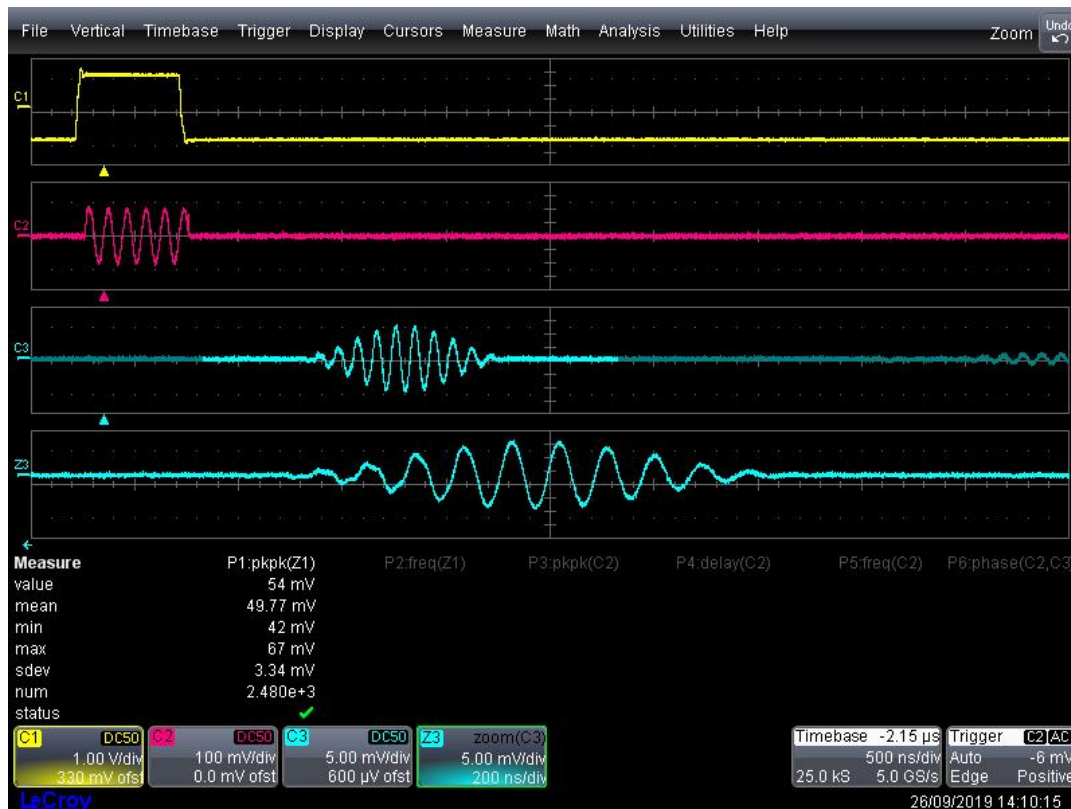 File Vertical Timebase Trigger Display Cursors Measure Math Analysis Utilities Help Zoom Undo
C1
C2
C3
Z3
Measure P1:pkpk(Z1) P2:freq(Z1) P3:pkpk(C2) P4:delay(C2) P5:freq(C2) P6:phase(C2,C3)
value 54 mV
mean 49.77 mV
min 42 mV
max 67 mV
sdev 3.34 mV
num 2.480e+3
status
C1 DC50 C2 DC50 C3 DC50 Z3 zoom(C3) Timebase -2.15 µs Trigger C2 AC
1.00 V/div 100 mV/div 5.00 mV/div 5.00 mV/div 500 ns/div Auto -6 mV
330 mV ofst 0.0 mV ofst 600 µV ofst 200 ns/div 25.0 kS 5.0 GS/s Edge Positive
LeCroy 26/09/2019 14:10:15